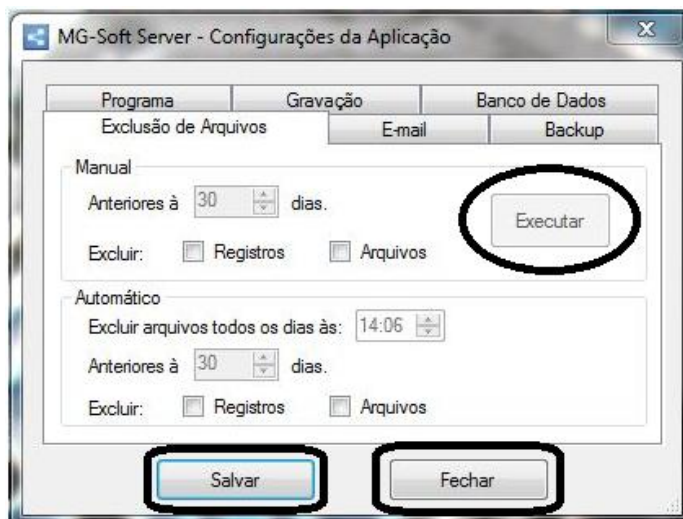 MG-Soft Server - Configurações da Aplicação
Programa Gravação Banco de Dados
Exclusão de Arquivos E-mail Backup
Manual
Anteriores à 30 dias.
Executar
Excluir: Registros Arquivos
Automático
Excluir arquivos todos os dias às: 14:06
Anteriores à 30 dias.
Excluir: Registros Arquivos
Salvar Fechar